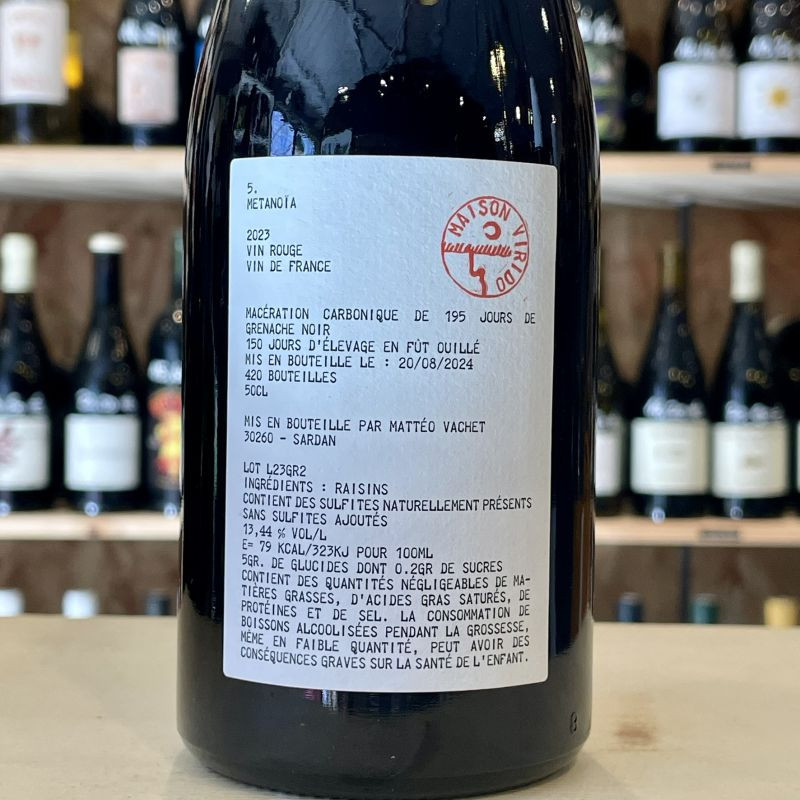 5.
METANOÏA
MAISON VIRIDO
2023
VIN ROUGE
VIN DE FRANCE
MACÉRATION CARBONIQUE DE 195 JOURS DE
GRENACHE NOIR
150 JOURS D'ÉLEVAGE EN FÛT OUILLÉ
MIS EN BOUTEILLE LE : 20/08/2024
420 BOUTEILLES
50CL
MIS EN BOUTEILLE PAR MATTÉO VACHET
30260 - SARDAN
LOT L23GR2
INGRÉDIENTS : RAISINS
CONTIENT DES SULFITES NATURELLEMENT PRÉSENTS
SANS SULFITES AJOUTÉS
13,44 % VOL/L
E= 79 KCAL/323KJ POUR 100ML
5GR. DE GLUCIDES DONT 0.2GR DE SUCRES
CONTIENT DES QUANTITÉS NÉGLIGEABLES DE MA-
TIÈRES GRASSES, D'ACIDES GRAS SATURÉS, DE
PROTÉINES ET DE SEL. LA CONSOMMATION DE
BOISSONS ALCOOLISÉES PENDANT LA GROSSESSE,
MÊME EN FAIBLE QUANTITÉ, PEUT AVOIR DES
CONSÉQUENCES GRAVES SUR LA SANTÉ DE L'ENFANT.